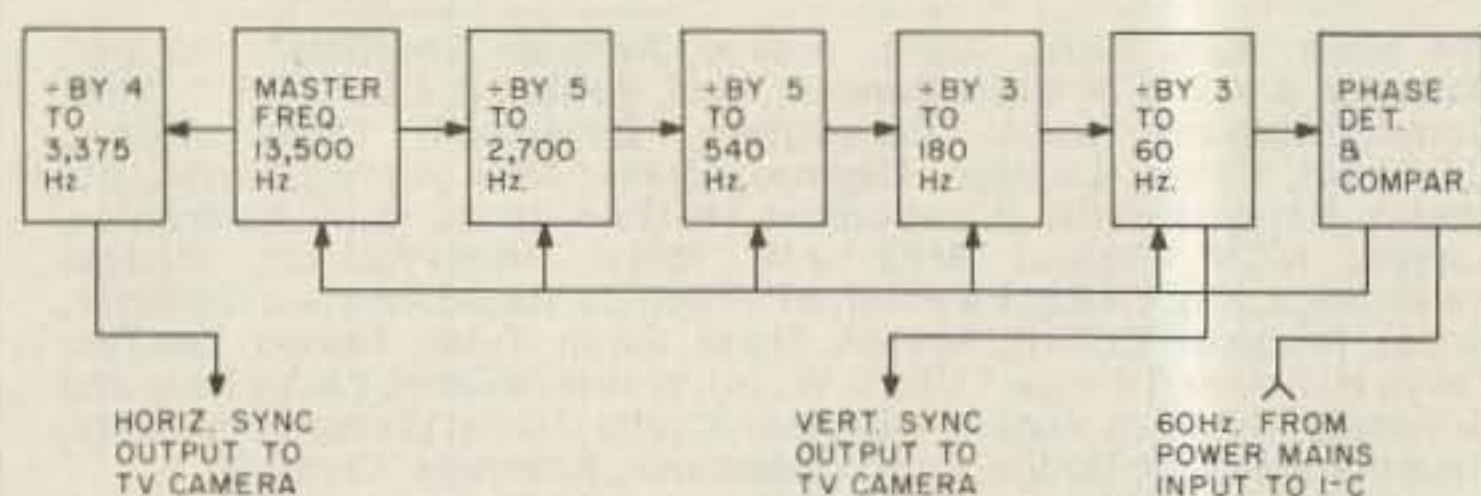 ÷BY 4
TO
3,375
Hz.
MASTER
FREQ.
13,500
Hz.
÷BY 5
TO
2,700
Hz.
÷BY 5
TO
540
Hz.
÷BY 3
TO
180
Hz.
÷BY 3
TO
60
Hz.
PHASE
DET.
&
COMPAR.
HORIZ. SYNC
OUTPUT TO
TV CAMERA
VERT. SYNC
OUTPUT TO
TV CAMERA
60Hz. FROM
POWER MAINS
INPUT TO I-C